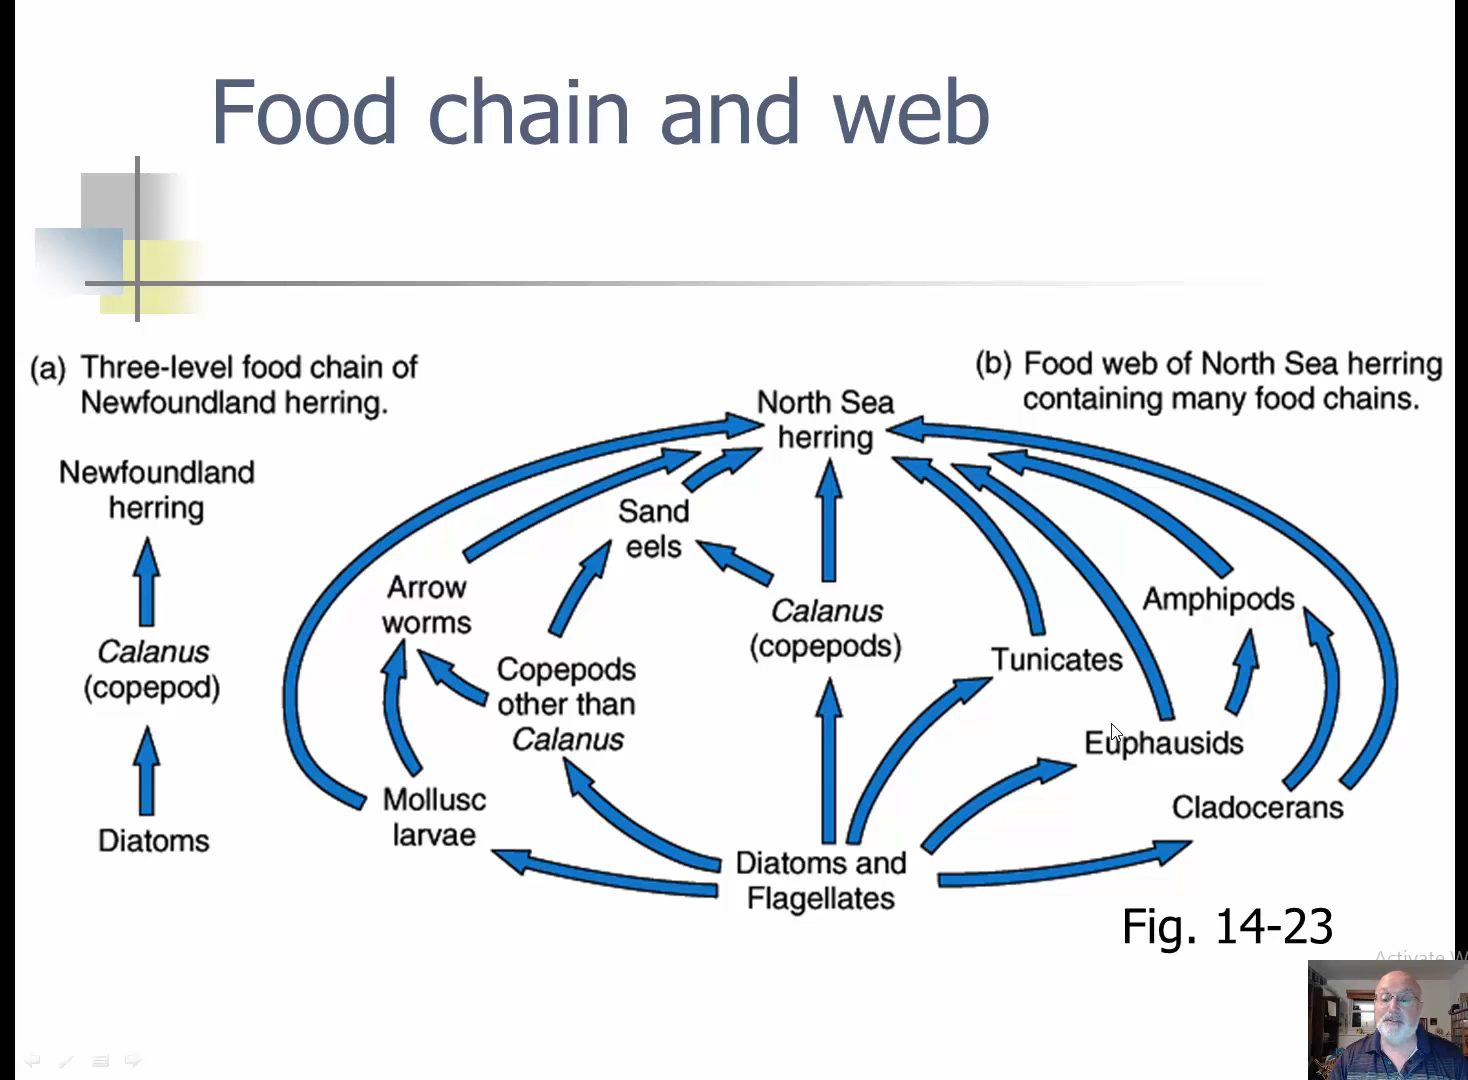 Food chain and web
(a) Three-level food chain of
Newfoundland herring.
Newfoundland
herring
Calanus
(copepod)
Diatoms
(b) Food web of North Sea herring
containing many food chains.
North Sea
herring
Sand
eels
Arrow
worms
Calanus
(copepods)
Amphipods
Copepods
other than
Calanus
Tunicates
Euphausids
Mollusc
larvae
Cladocerans
Diatoms and
Flagellates
Fig. 14-23
Activate W